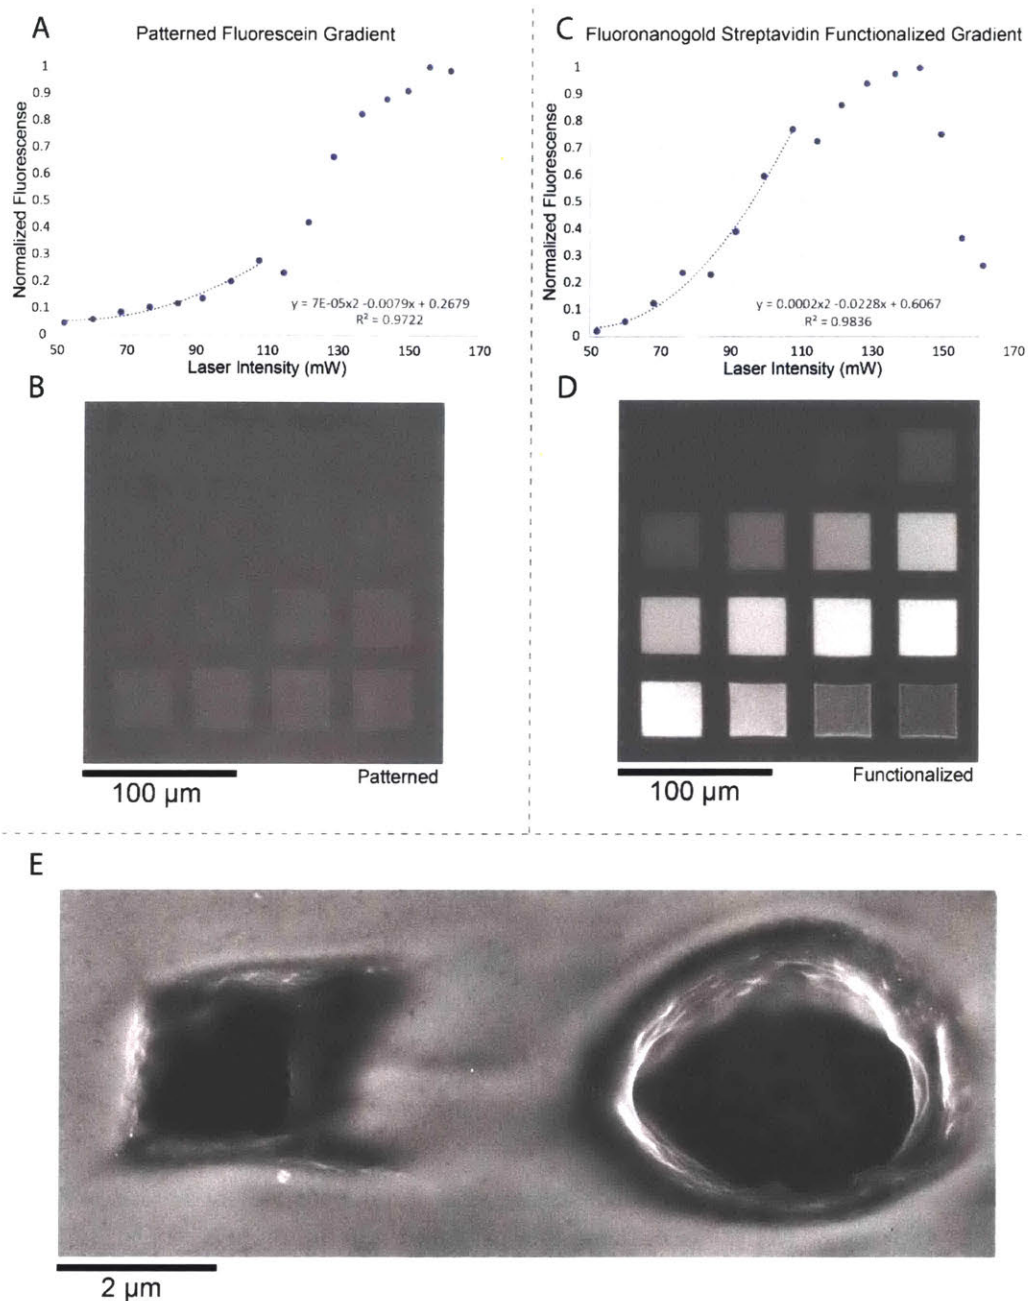 A
Patterned Fluorescein Gradient
Normalized Fluorescense
1
0.9
0.8
0.7
0.6
0.5
0.4
0.3
0.2
0.1
0
y = 7E-05x2 -0.0079x + 0.2679
R² = 0.9722
50 70 90 110 130 150 170
Laser Intensity (mW)
C Fluoronanogold Streptavidin Functionalized Gradient
Normalized Fluorescense
1
0.9
0.8
0.7
0.6
0.5
0.4
0.3
0.2
0.1
0
y = 0.0002x2 -0.0228x + 0.6067
R² = 0.9836
50 70 90 110 130 150 170
Laser Intensity (mW)
B
Patterned
100 µm
D
Functionalized
100 µm
E
2 µm